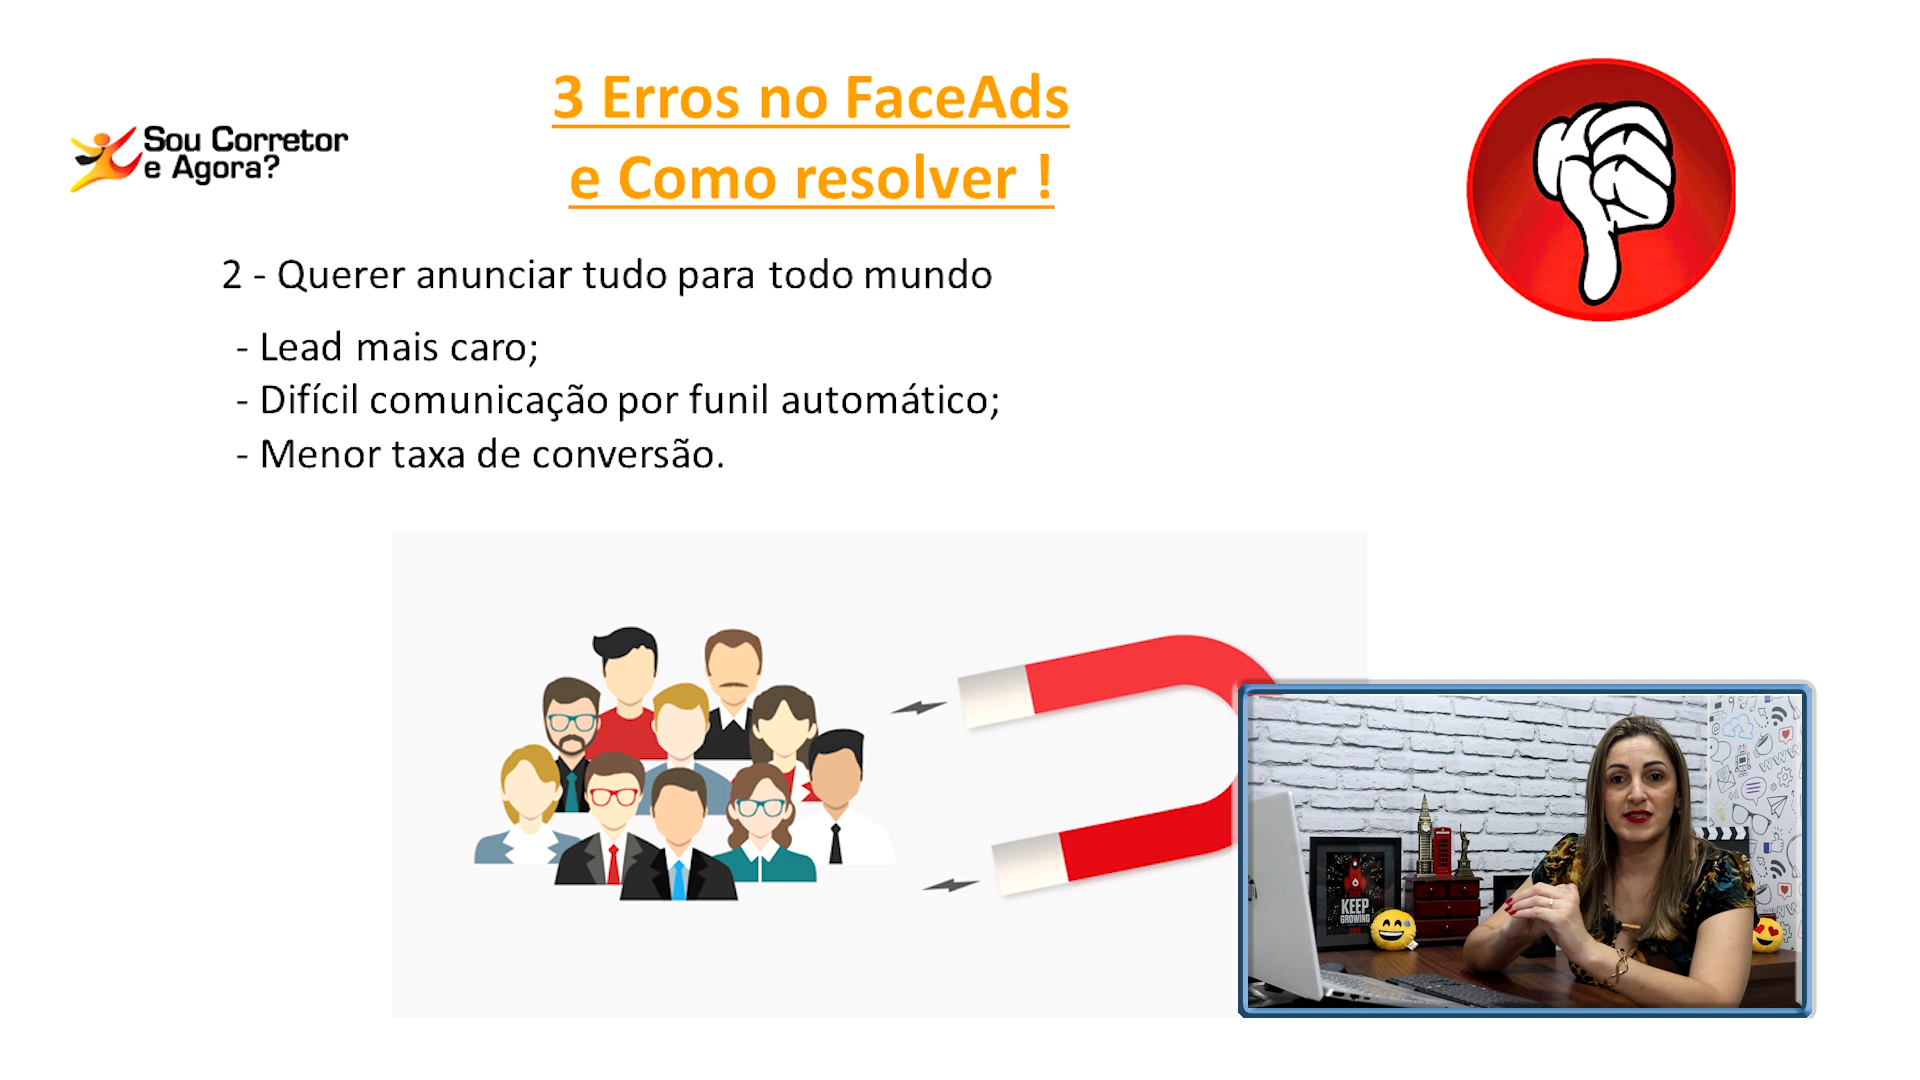 3 Erros no FaceAds
e Como resolver !
Sou Corretor
e Agora?
2 - Querer anunciar tudo para todo mundo
- Lead mais caro;
- Difícil comunicação por funil automático;
- Menor taxa de conversão.
KEEP
GROWING